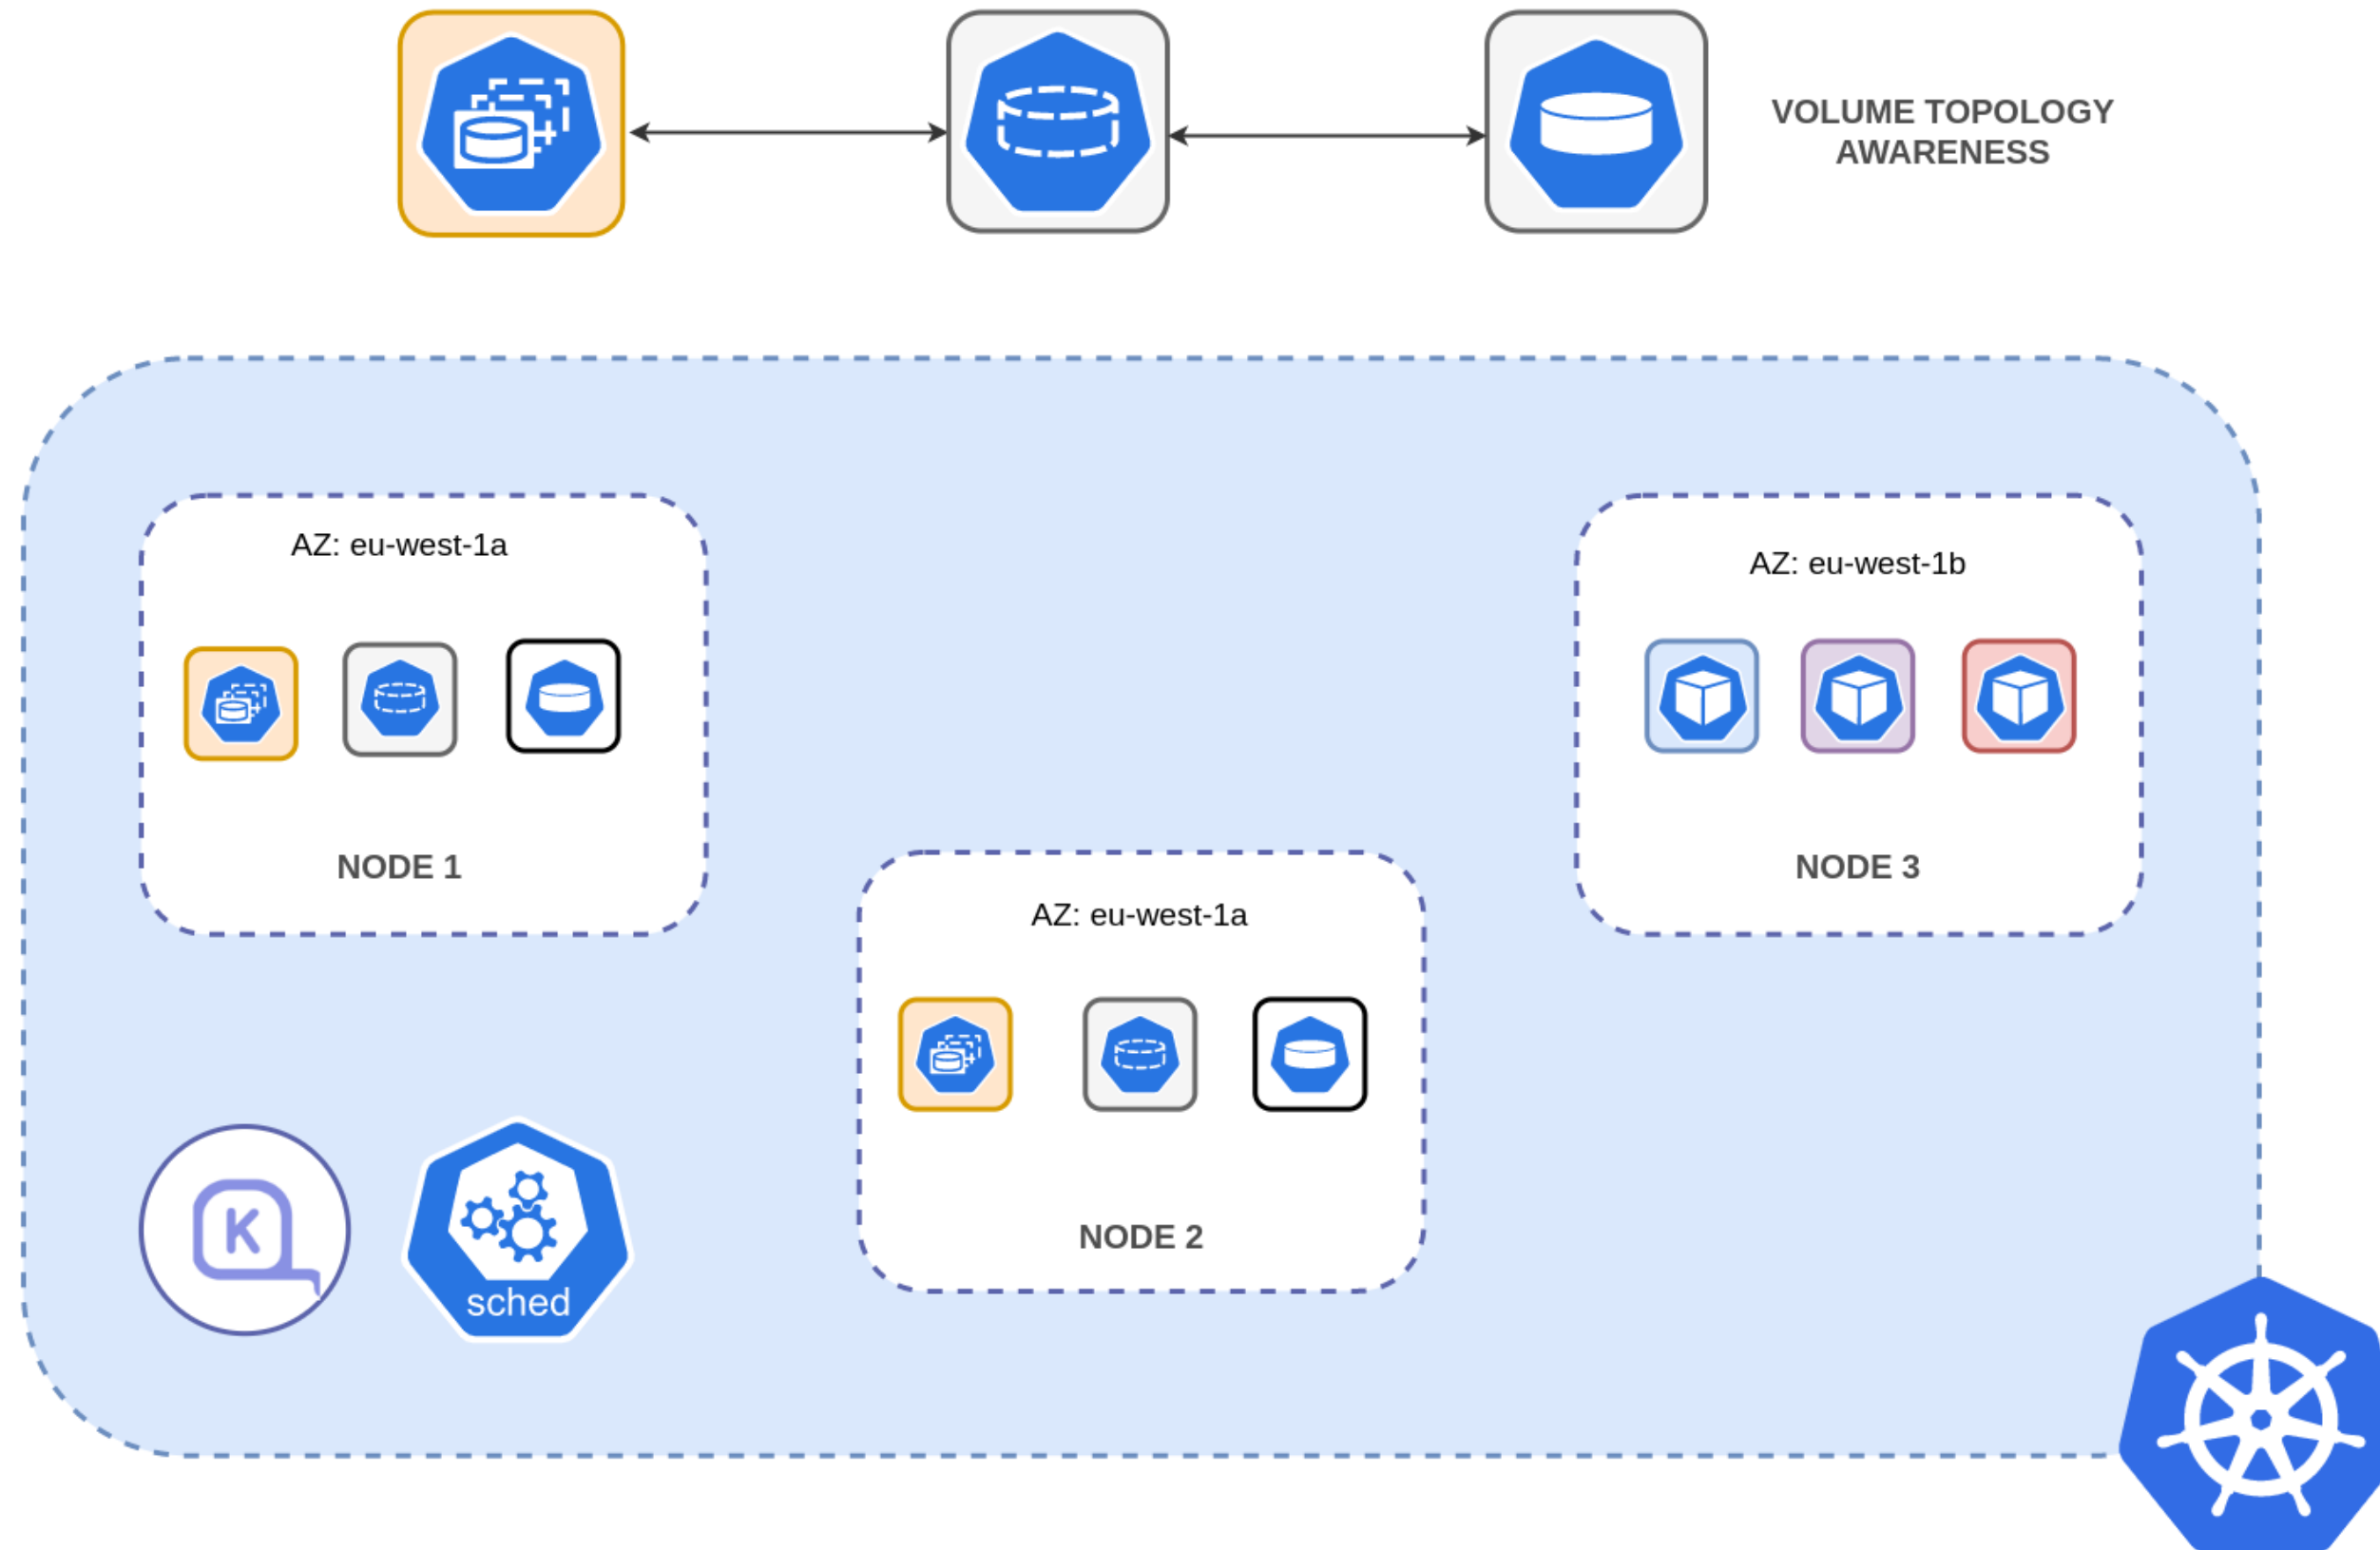 VOLUME TOPOLOGY
AWARENESS
AZ: eu-west-1a
NODE 1
AZ: eu-west-1b
NODE 3
AZ: eu-west-1a
NODE 2
K
sched